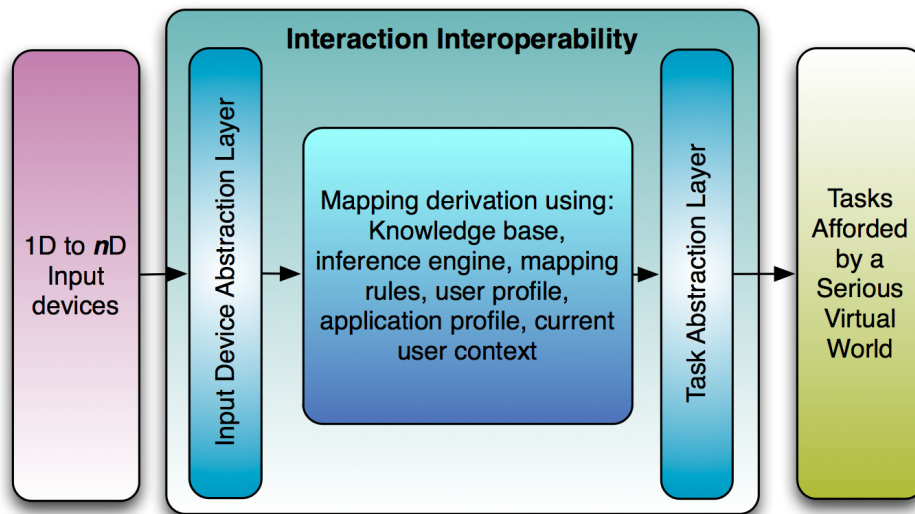 Interaction Interoperability
1D to nD
Input
devices
Input Device Abstraction Layer
Mapping derivation using:
Knowledge base,
inference engine, mapping
rules, user profile,
application profile, current
user context
Task Abstraction Layer
Tasks
Afforded
by a
Serious
Virtual
World